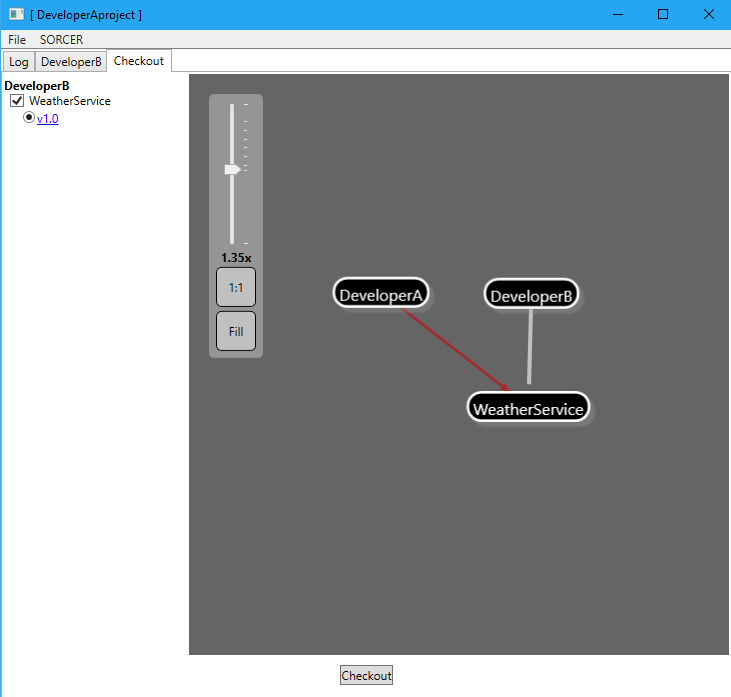 [ DeveloperAproject ]
File SORCER
Log DeveloperB Checkout
DeveloperB
WeatherService
v1.0
1.35x
1:1
Fill
DeveloperA DeveloperB
WeatherService
Checkout